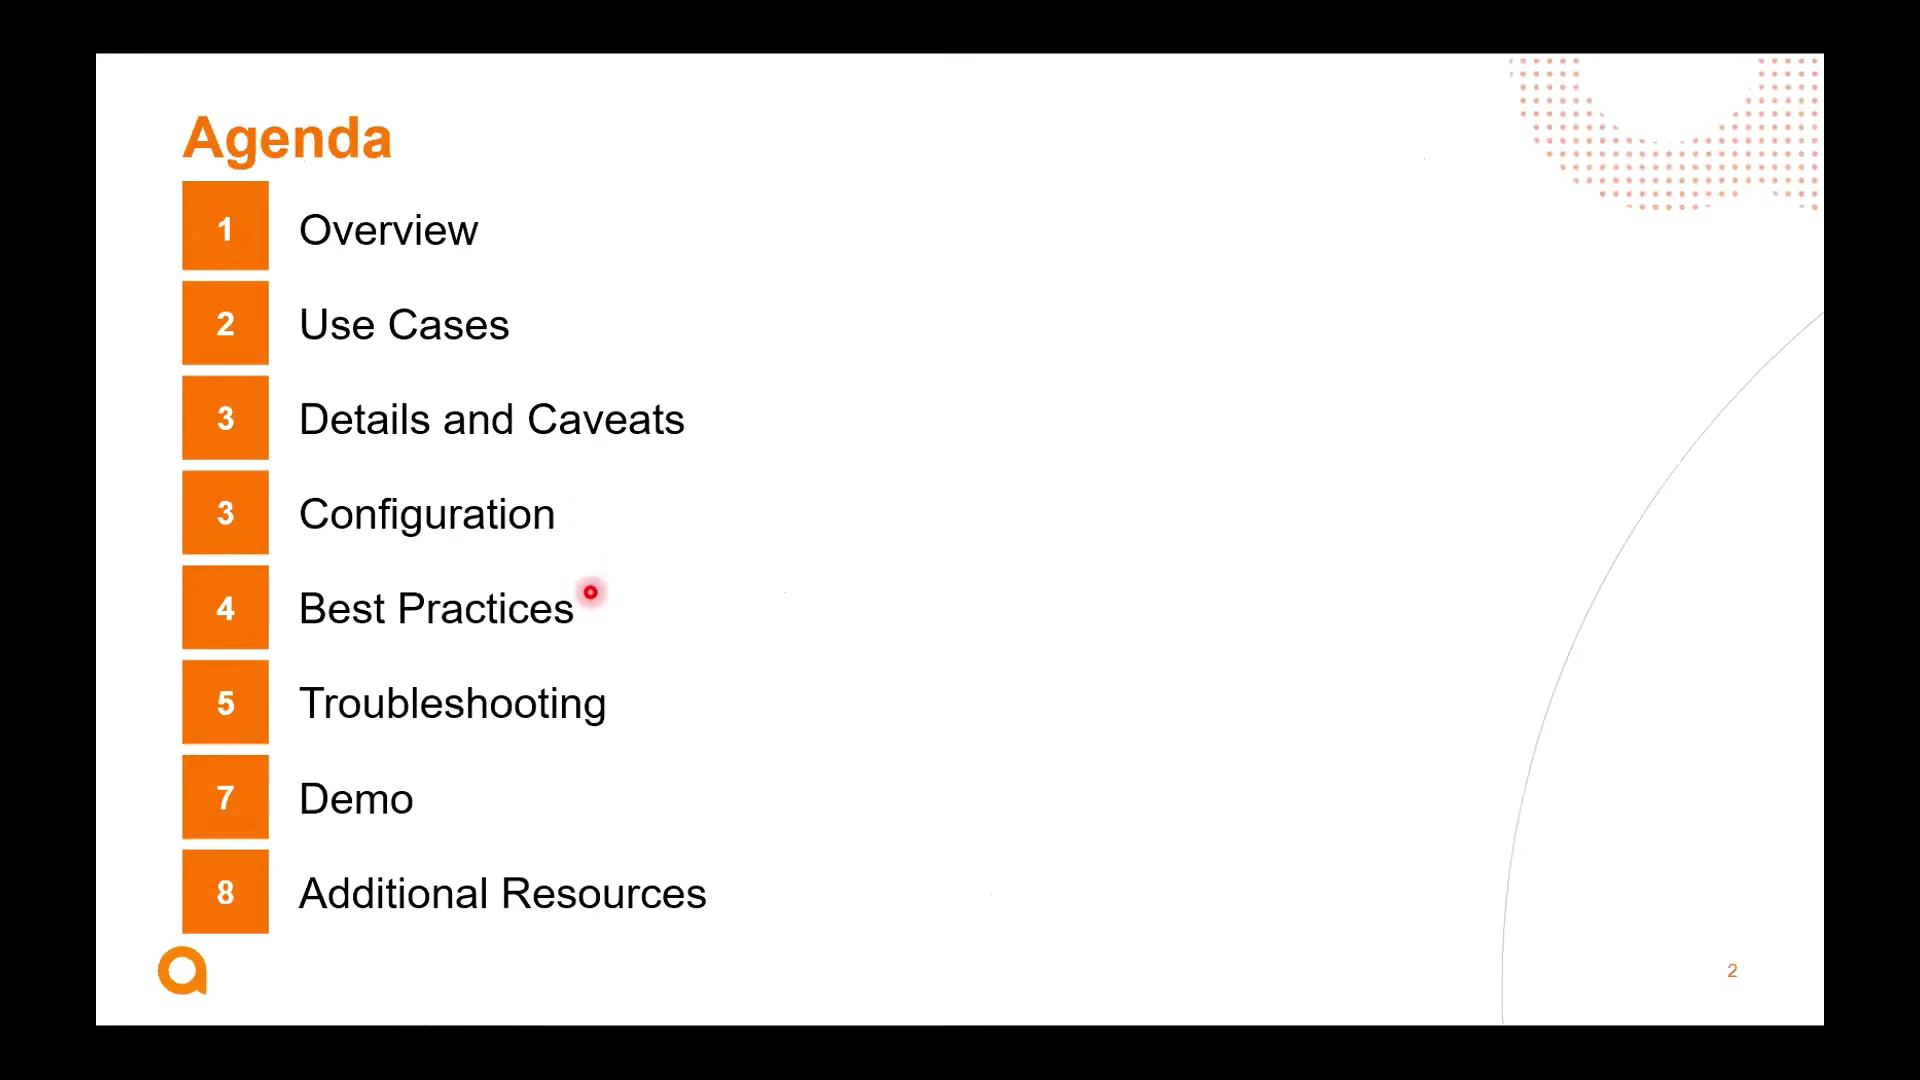 Agenda
1 Overview
2 Use Cases
3 Details and Caveats
3 Configuration
4 Best Practices
5 Troubleshooting
7 Demo
8 Additional Resources
2